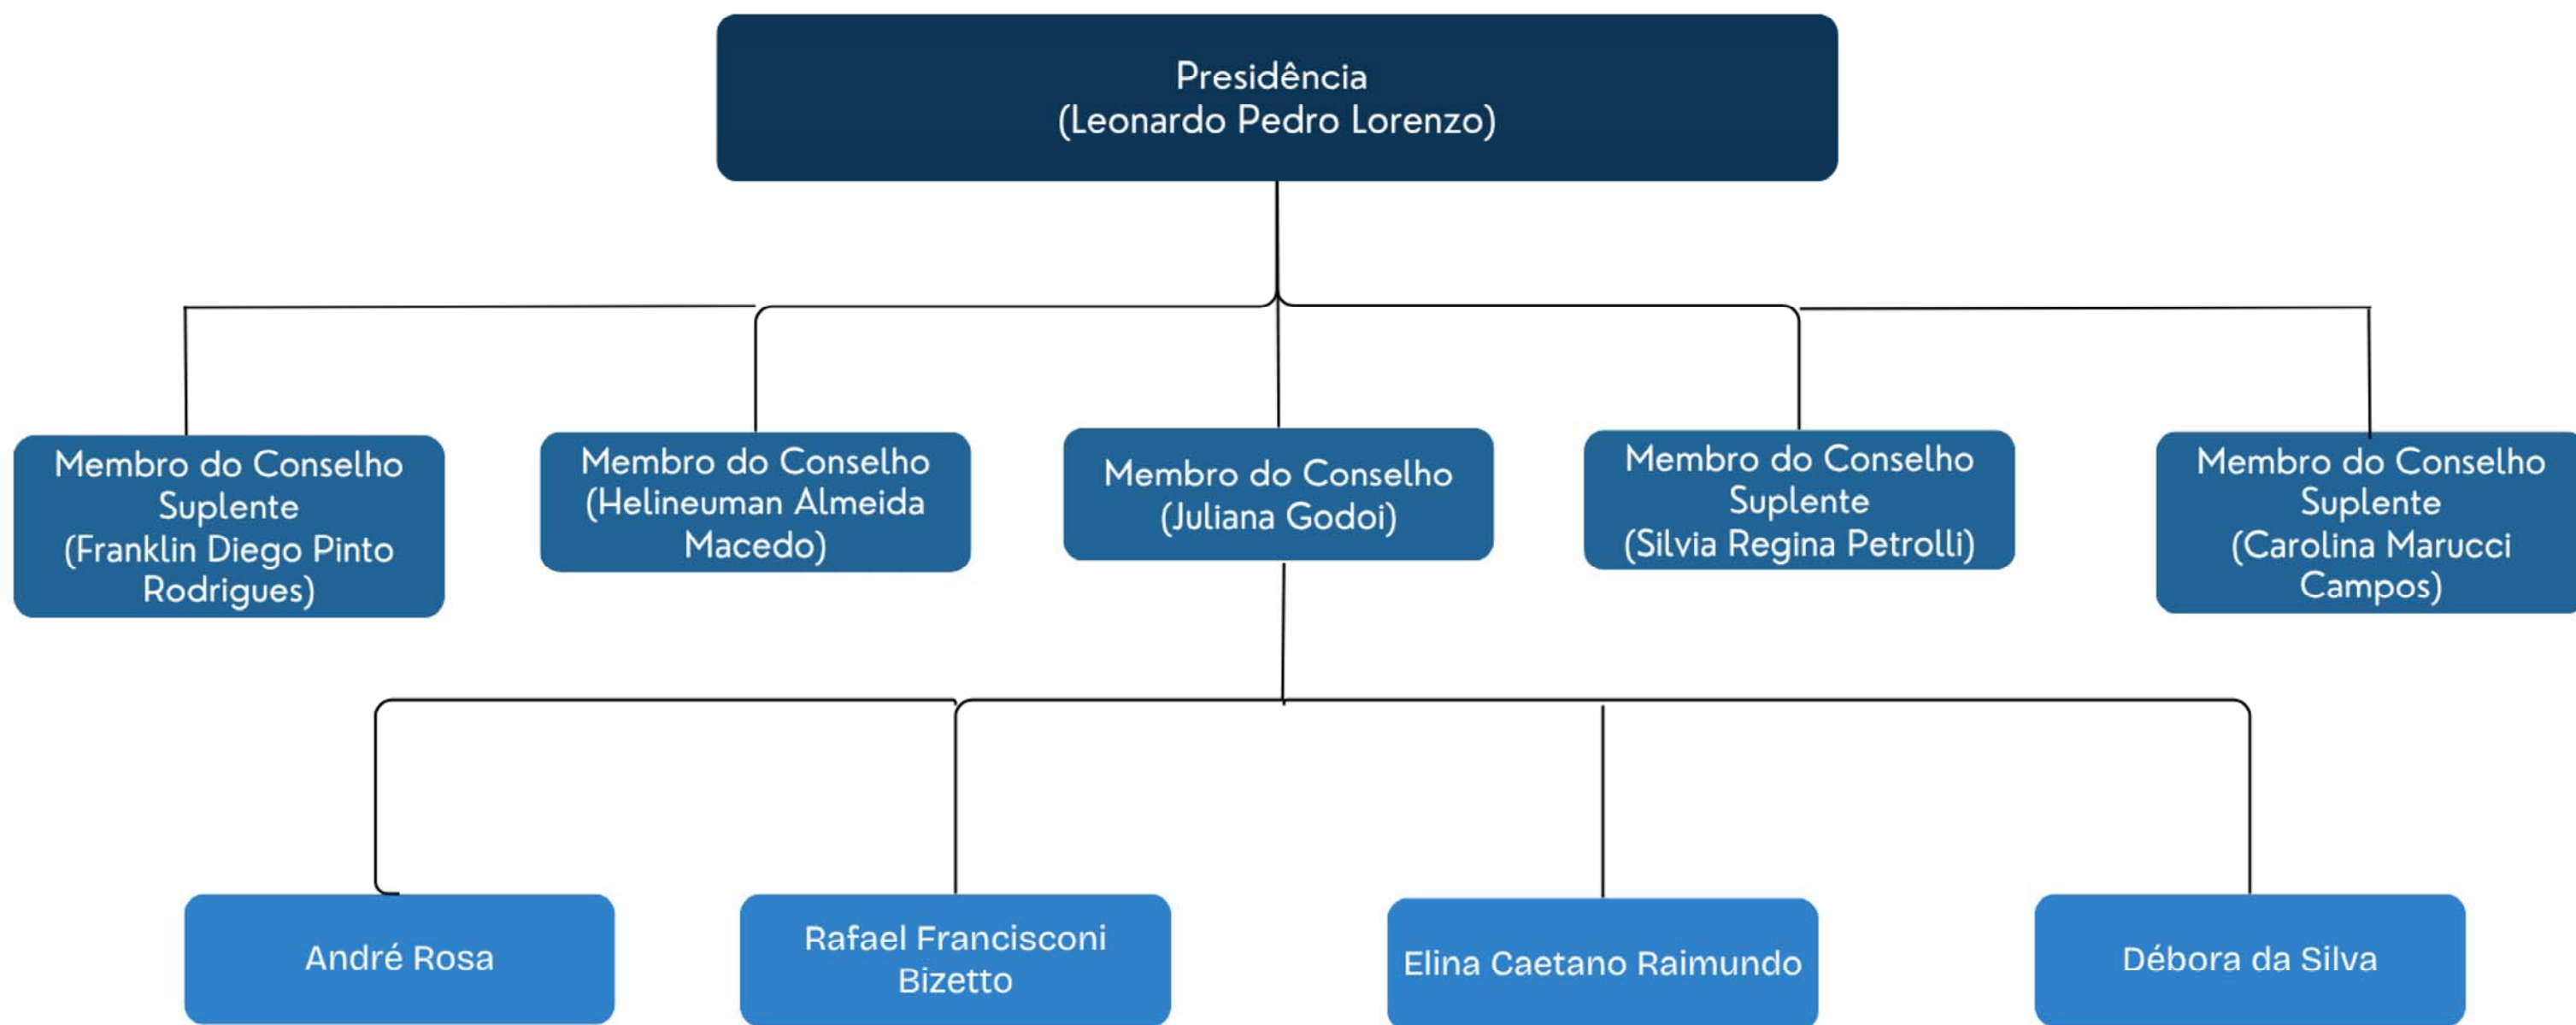 Presidência
(Leonardo Pedro Lorenzo)
Membro do Conselho
Suplente
(Franklin Diego Pinto
Rodrigues)
Membro do Conselho
(Helineuman Almeida
Macedo)
Membro do Conselho
(Juliana Godoi)
Membro do Conselho
Suplente
(Silvia Regina Petrolli)
Membro do Conselho
Suplente
(Carolina Marucci
Campos)
André Rosa
Rafael Francisconi
Bizetto
Elina Caetano Raimundo
Débora da Silva